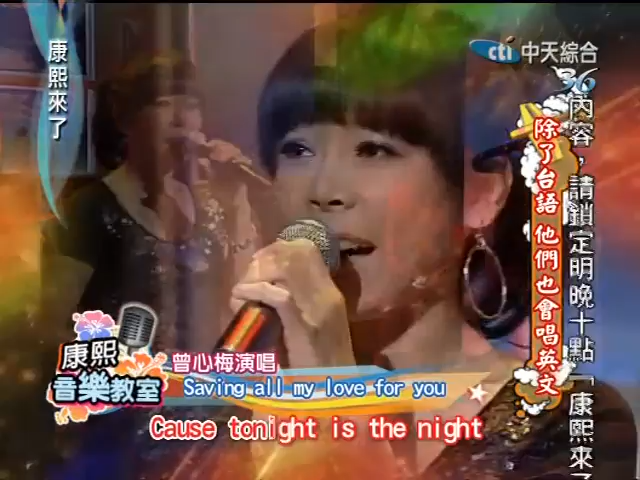 康熙來了
cti 中天綜合
36
內容，請鎖定明晚十點「康熙來了
除了台語 他們也會唱英文
康熙
音樂教室
曾心梅演唱
Saving all my love for you
Cause tonight is the night